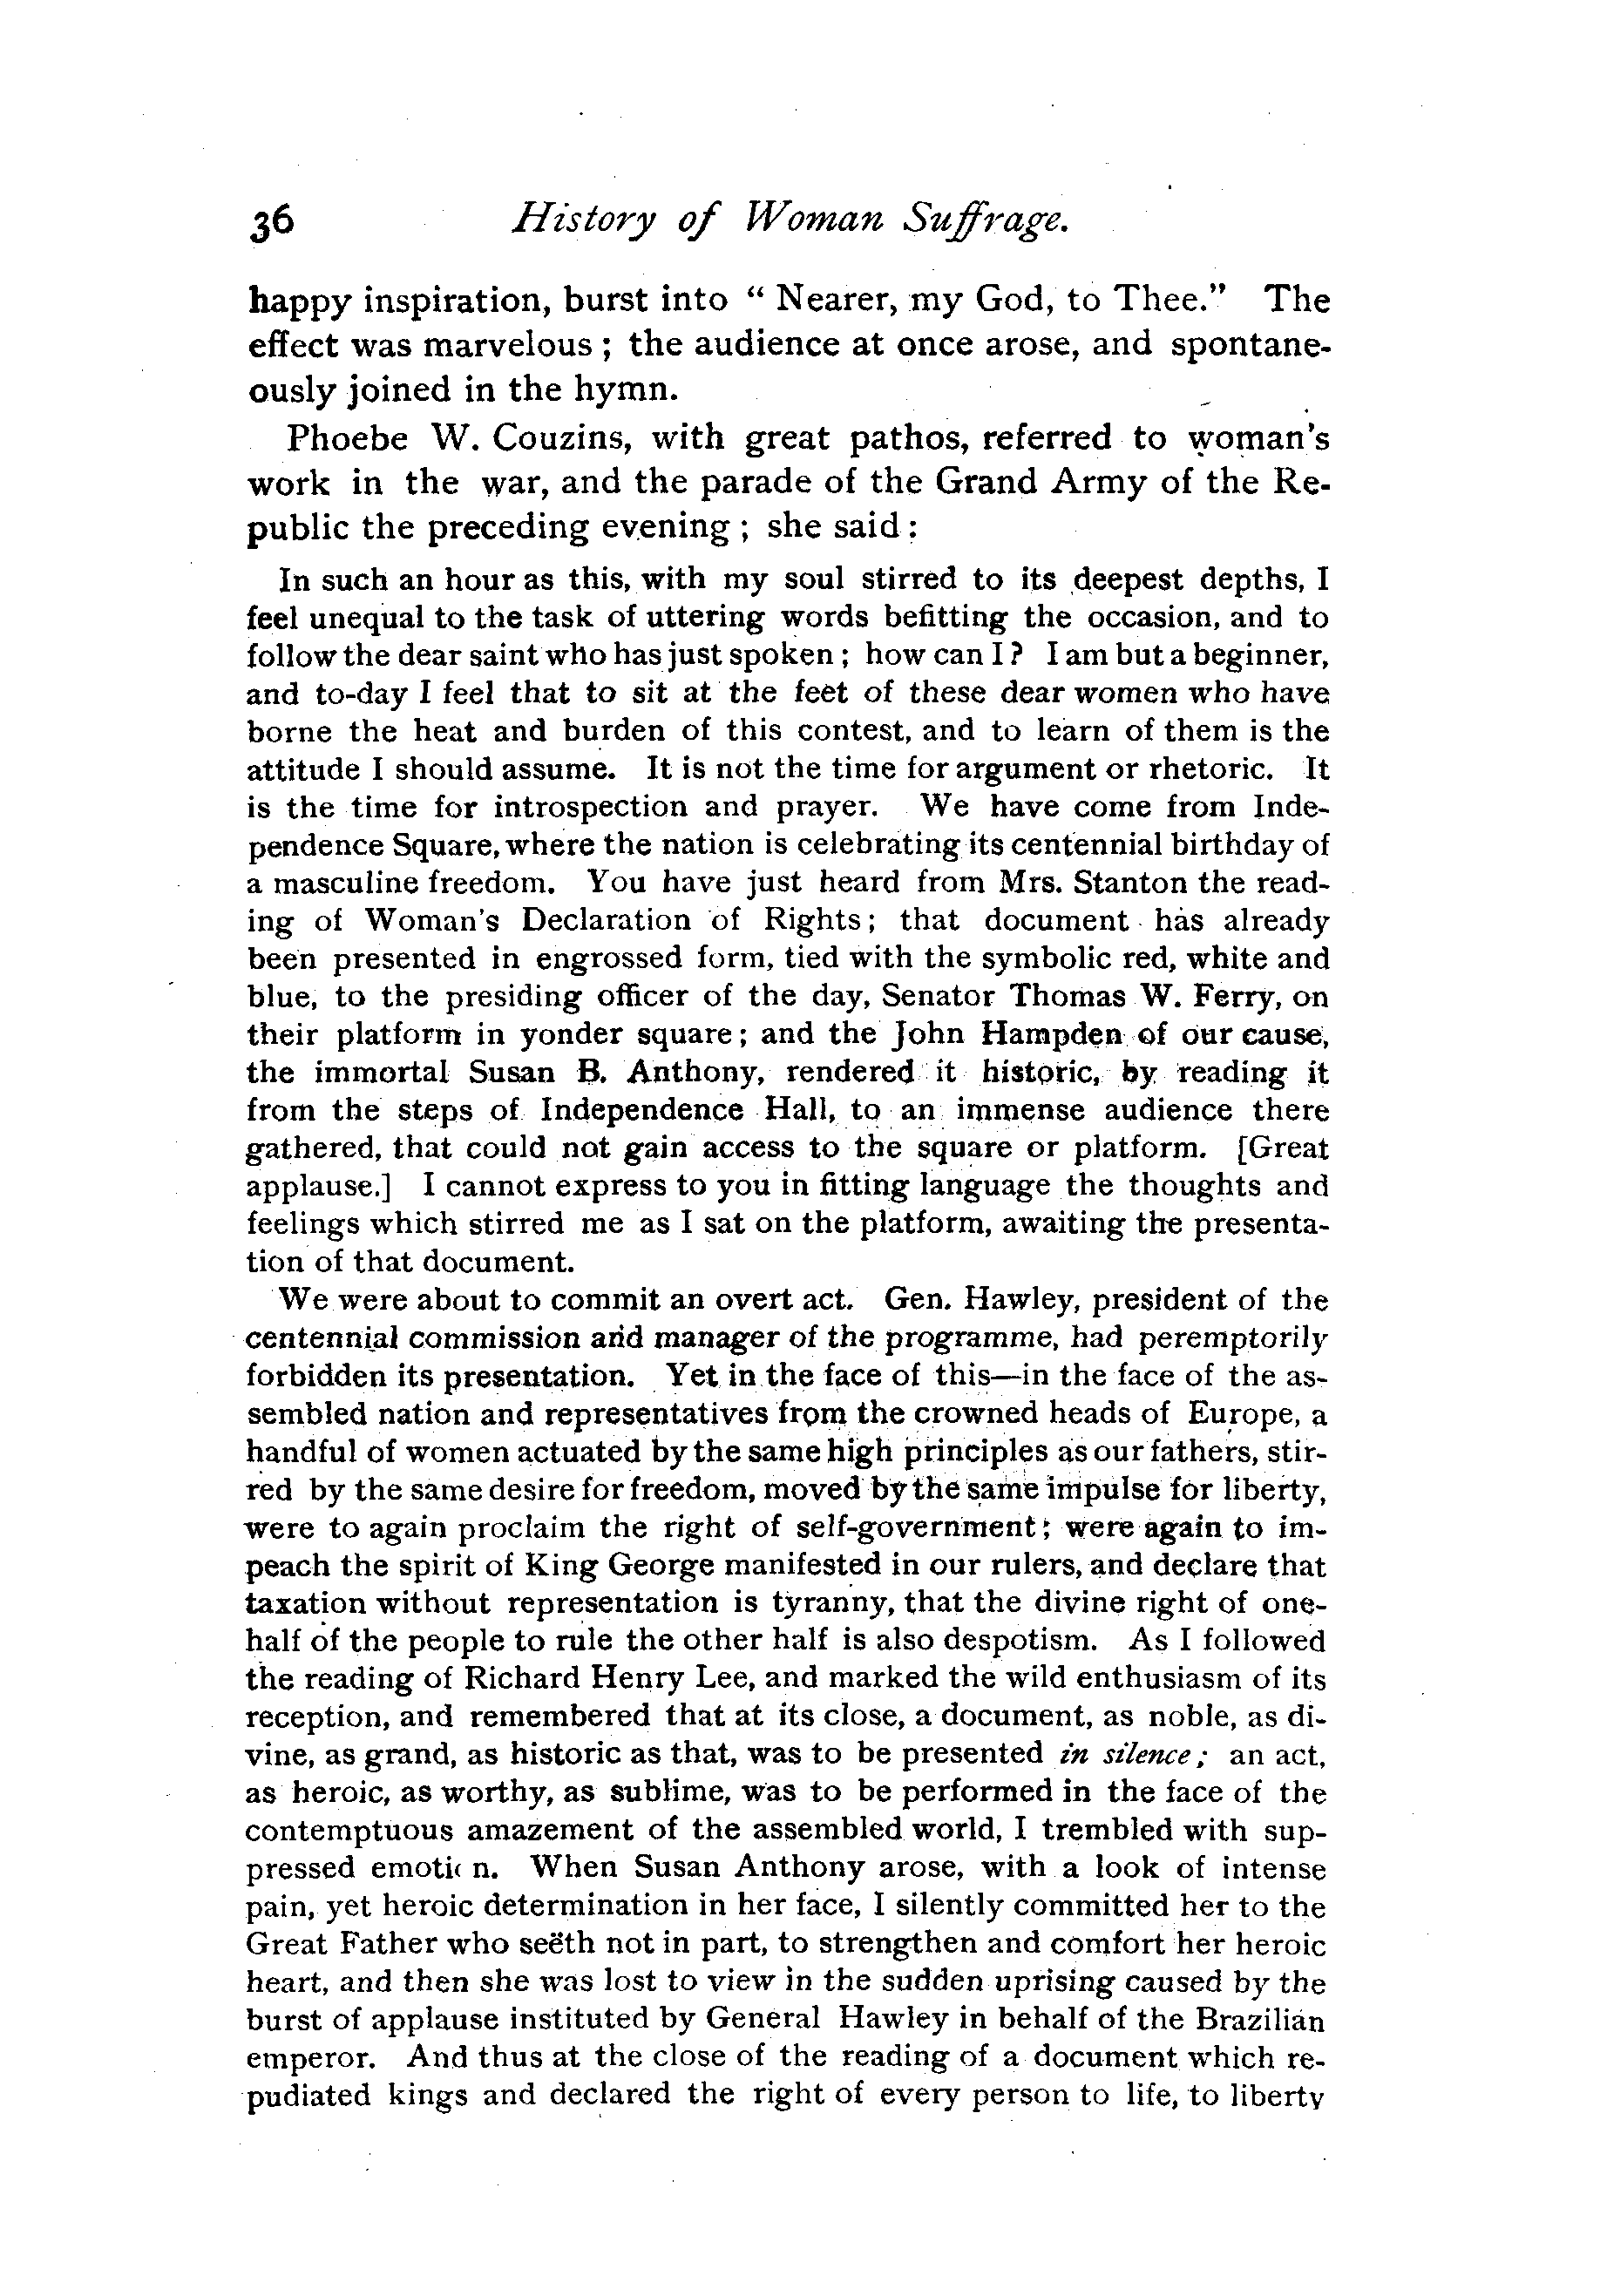 36 History of Woman Suffrage.
happy inspiration, burst into “ Nearer, my God, to Thee.” The
effect was marvelous ; the audience at once arose, and spontane-
ously joined in the hymn.
Phoebe W. Couzins, with great pathos, referred to woman's
work in the war, and the parade of the Grand Army of the Re-
public the preceding evening ; she said :
In such an hour as this, with my soul stirred to its deepest depths, I
feel unequal to the task of uttering words befitting the occasion, and to
follow the dear saint who has just spoken ; how can I ? I am but a beginner,
and to-day I feel that to sit at the feet of these dear women who have
borne the heat and burden of this contest, and to learn of them is the
attitude I should assume. It is not the time for argument or rhetoric. It
is the time for introspection and prayer. We have come from Inde-
pendence Square, where the nation is celebrating its centennial birthday of
a masculine freedom. You have just heard from Mrs. Stanton the read-
ing of Woman's Declaration of Rights ; that document has already
been presented in engrossed form, tied with the symbolic red, white and
blue, to the presiding officer of the day, Senator Thomas W. Ferry, on
their platform in yonder square ; and the John Hampden of our cause,
the immortal Susan B. Anthony, rendered it historic, by reading it
from the steps of Independence Hall, to an immense audience there
gathered, that could not gain access to the square or platform. [Great
applause.] I cannot express to you in fitting language the thoughts and
feelings which stirred me as I sat on the platform, awaiting the presenta-
tion of that document.
We were about to commit an overt act. Gen. Hawley, president of the
centennial commission and manager of the programme, had peremptorily
forbidden its presentation. Yet in the face of this—in the face of the as-
sembled nation and representatives from the crowned heads of Europe, a
handful of women actuated by the same high principles as our fathers, stir-
red by the same desire for freedom, moved by the same impulse for liberty,
were to again proclaim the right of self-government ; were again to im-
peach the spirit of King George manifested in our rulers, and declare that
taxation without representation is tyranny, that the divine right of one-
half of the people to rule the other half is also despotism. As I followed
the reading of Richard Henry Lee, and marked the wild enthusiasm of its
reception, and remembered that at its close, a document, as noble, as di-
vine, as grand, as historic as that, was to be presented in silence ; an act,
as heroic, as worthy, as sublime, was to be performed in the face of the
contemptuous amazement of the assembled world, I trembled with sup-
pressed emotion. When Susan Anthony arose, with a look of intense
pain, yet heroic determination in her face, I silently committed her to the
Great Father who seëth not in part, to strengthen and comfort her heroic
heart, and then she was lost to view in the sudden uprising caused by the
burst of applause instituted by General Hawley in behalf of the Brazilian
emperor. And thus at the close of the reading of a document which re-
pudiated kings and declared the right of every person to life, to liberty